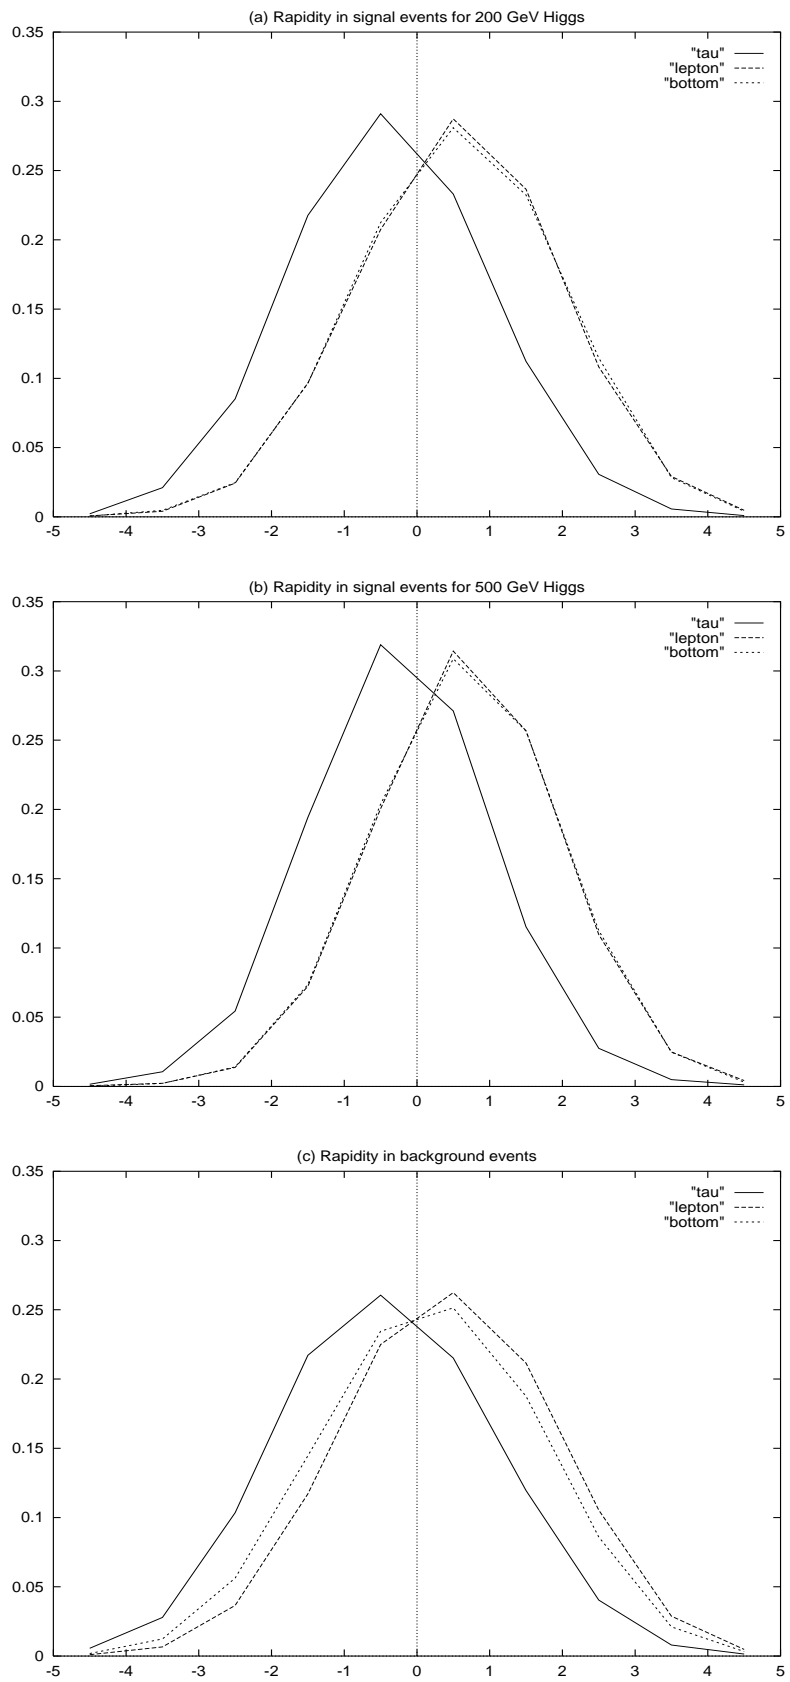 (a) Rapidity in signal events for 200 GeV Higgs
0.35
"tau"
"lepton"
"bottom"
0.3
0.25
0.2
0.15
0.1
0.05
0
-5 -4 -3 -2 -1 0 1 2 3 4 5
(b) Rapidity in signal events for 500 GeV Higgs
0.35
"tau"
"lepton"
"bottom"
0.3
0.25
0.2
0.15
0.1
0.05
0
-5 -4 -3 -2 -1 0 1 2 3 4 5
(c) Rapidity in background events
0.35
"tau"
"lepton"
"bottom"
0.3
0.25
0.2
0.15
0.1
0.05
0
-5 -4 -3 -2 -1 0 1 2 3 4 5